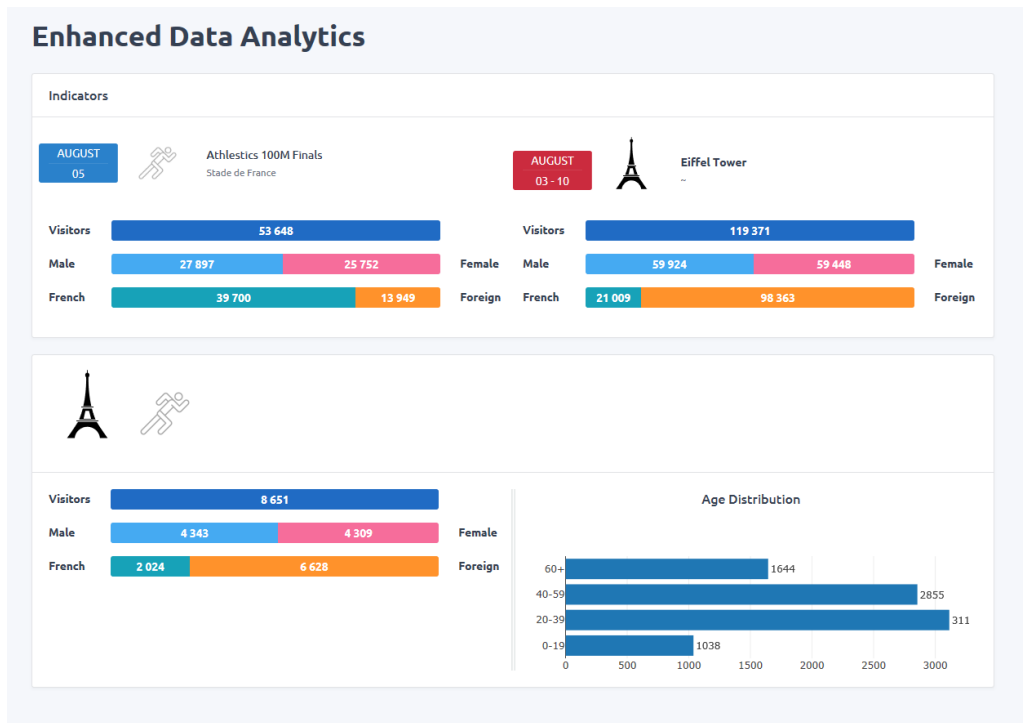 Enhanced Data Analytics
Indicators
AUGUST
05
Athlestics 100M Finals
Stade de France
AUGUST
03 - 10
Eiffel Tower
–
Visitors 53 648
Male 27 897 25 752 Female
French 39 700 13 949 Foreign
Visitors 119 371
Male 59 924 59 448 Female
French 21 009 98 363 Foreign
Visitors 8 651
Male 4 343 4 309 Female
French 2 024 6 628 Foreign
Age Distribution
60+ 1644
40-59 2855
20-39 311
0-19 1038
0 500 1000 1500 2000 2500 3000